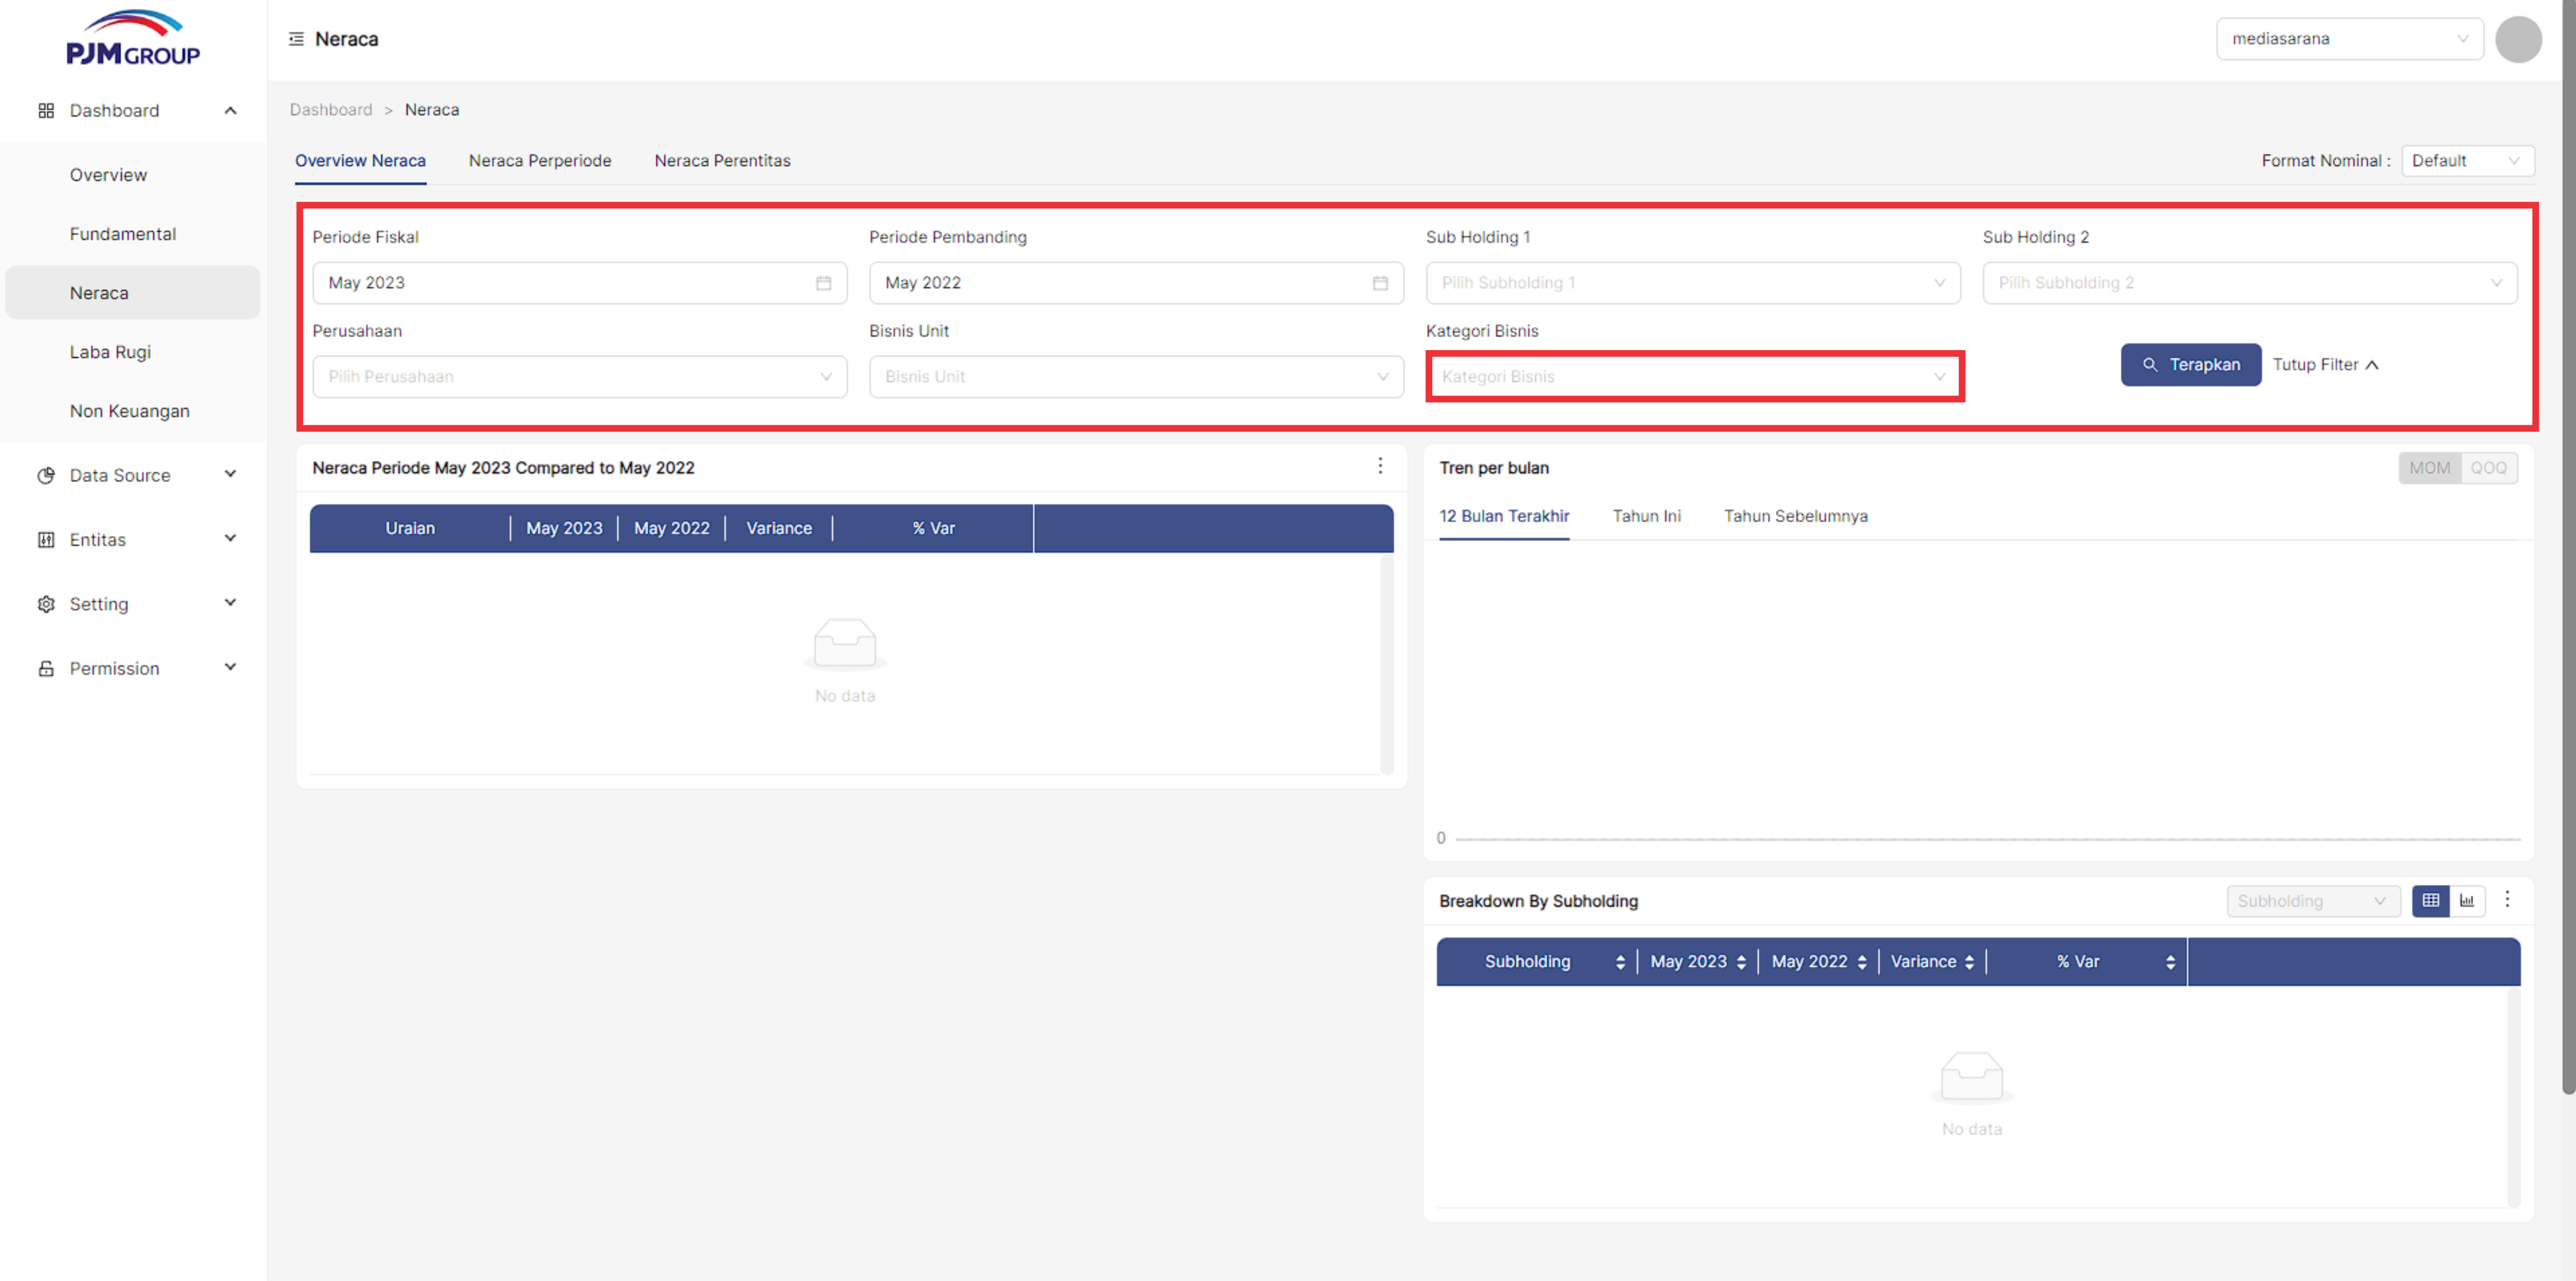 PJM GROUP
Neraca
mediasarana
Dashboard
Overview
Fundamental
Neraca
Laba Rugi
Non Keuangan
Data Source
Entitas
Setting
Permission
Dashboard > Neraca
Overview Neraca Neraca Perperiode Neraca Perentitas
Format Nominal : Default
Periode Fiskal Periode Pembanding Sub Holding 1 Sub Holding 2
May 2023 May 2022 Pilih Subholding 1 Pilih Subholding 2
Perusahaan Bisnis Unit Kategori Bisnis
Pilih Perusahaan Bisnis Unit Kategori Bisnis
Terapkan Tutup Filter
Neraca Periode May 2023 Compared to May 2022
Uraian May 2023 May 2022 Variance % Var
No data
Tren per bulan
MOM QOQ
12 Bulan Terakhir Tahun Ini Tahun Sebelumnya
0
Breakdown By Subholding
Subholding
Subholding May 2023 May 2022 Variance % Var
No data